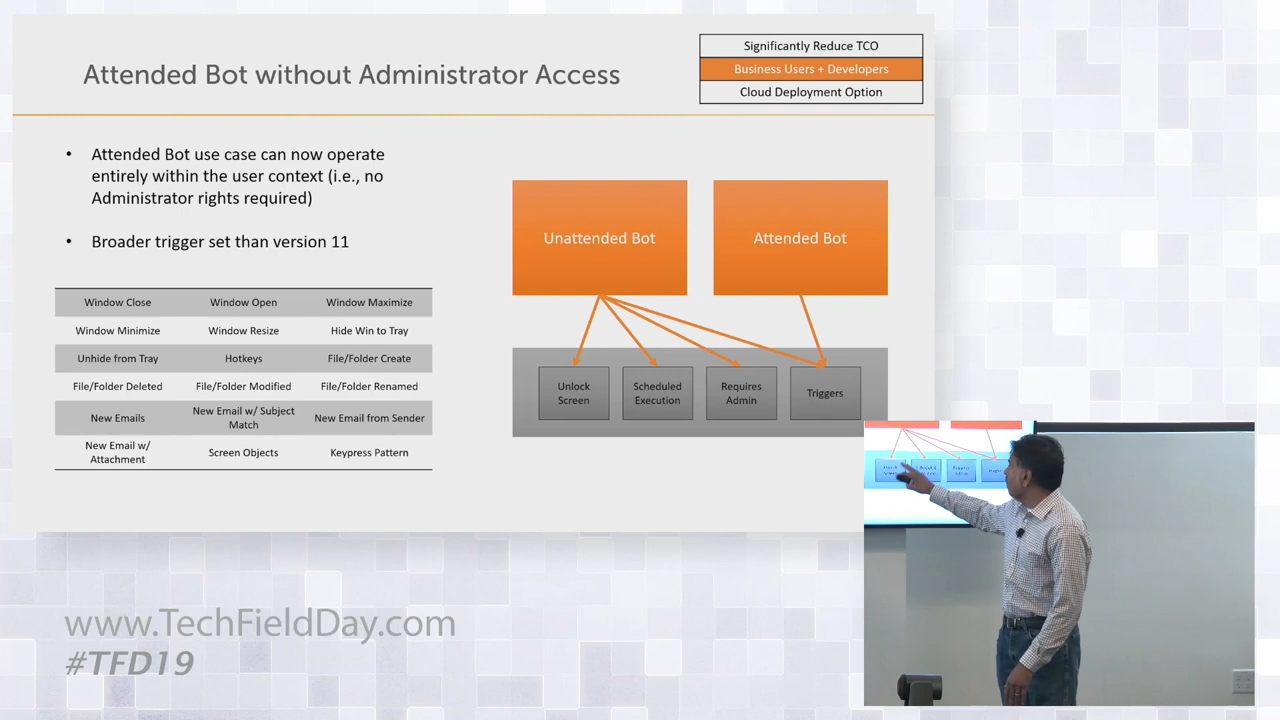 Attended Bot without Administrator Access
Significantly Reduce TCO
Business Users + Developers
Cloud Deployment Option
• Attended Bot use case can now operate
entirely within the user context (i.e., no
Administrator rights required)
• Broader trigger set than version 11
Window Close Window Open Window Maximize
Window Minimize Window Resize Hide Win to Tray
Unhide from Tray Hotkeys File/Folder Create
File/Folder Deleted File/Folder Modified File/Folder Renamed
New Emails New Email w/ Subject
Match New Email from Sender
New Email w/
Attachment Screen Objects Keypress Pattern
Unattended Bot
Attended Bot
Unlock
Screen
Scheduled
Execution
Requires
Admin
Triggers
www.TechFieldDay.com
#TFD19